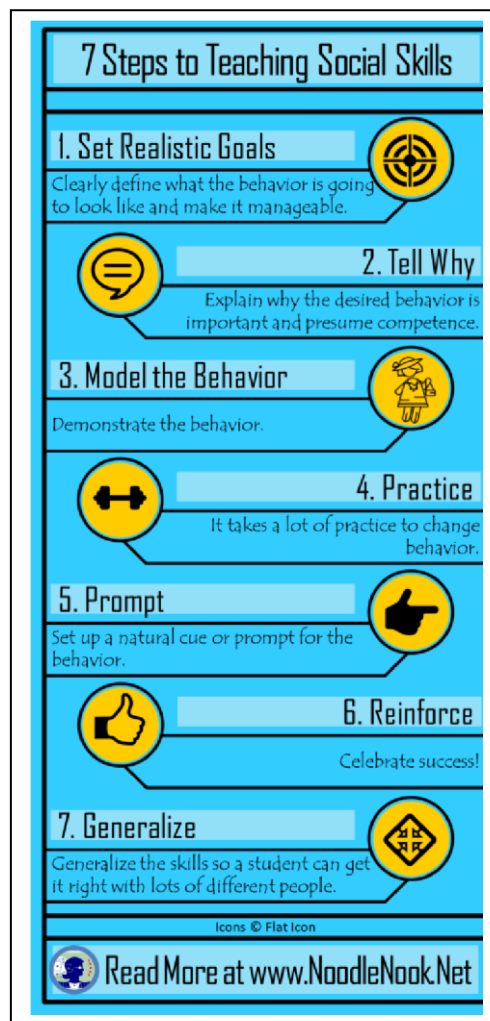 7 Steps to Teaching Social Skills
1. Set Realistic Goals
Clearly define what the behavior is going
to look like and make it manageable.
2. Tell Why
Explain why the desired behavior is
important and presume competence.
3. Model the Behavior
Demonstrate the behavior.
4. Practice
It takes a lot of practice to change
behavior.
5. Prompt
Set up a natural cue or prompt for the
behavior.
6. Reinforce
Celebrate success!
7. Generalize
Generalize the skills so a student can get
it right with lots of different people.
Icons © Flat Icon
Read More at www.NoodleNook.Net